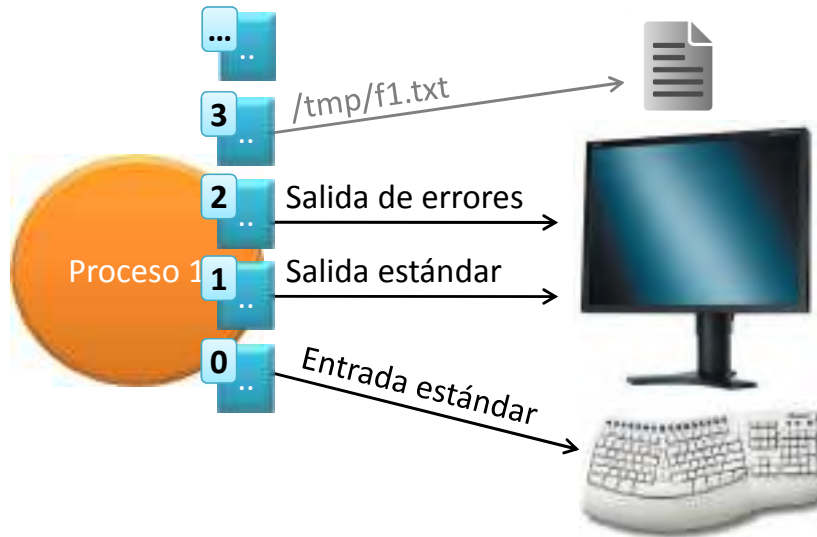 ...
..
3
..
/tmp/f1.txt
2
..
Salida de errores
Proceso 1
1
..
Salida estándar
0
..
Entrada estándar